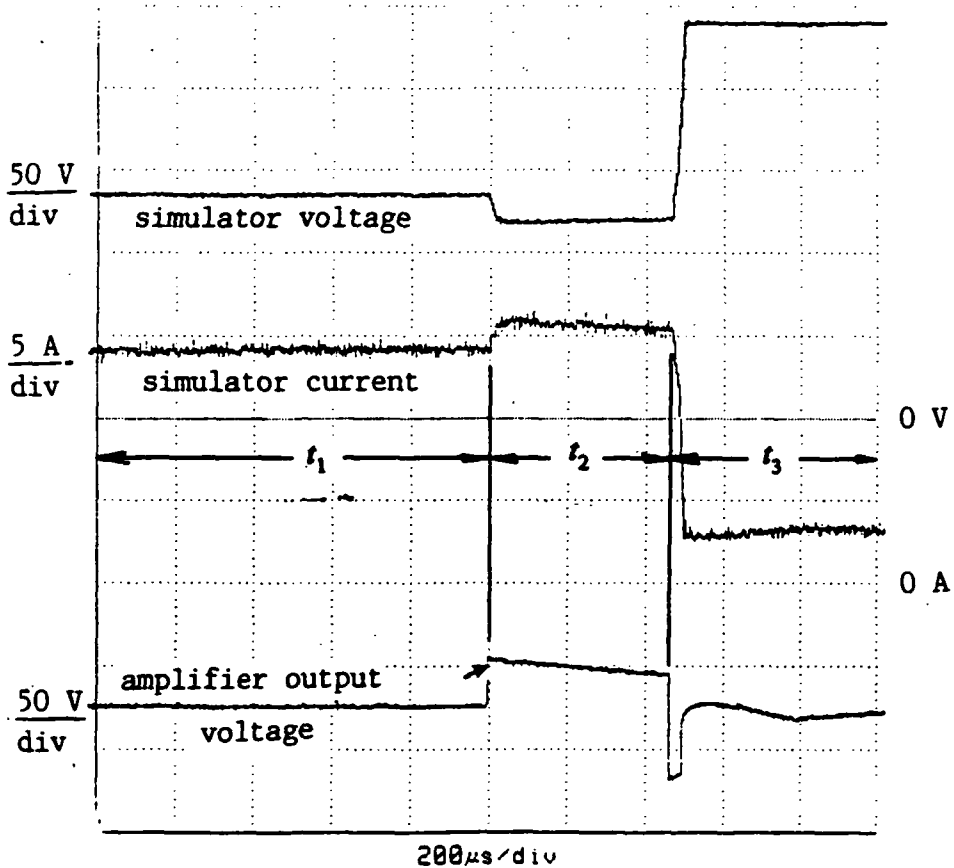 50 V
div
simulator voltage
5 A
div
simulator current
0 V
t1
t2
t3
0 A
amplifier output
voltage
50 V
div
200µs/div